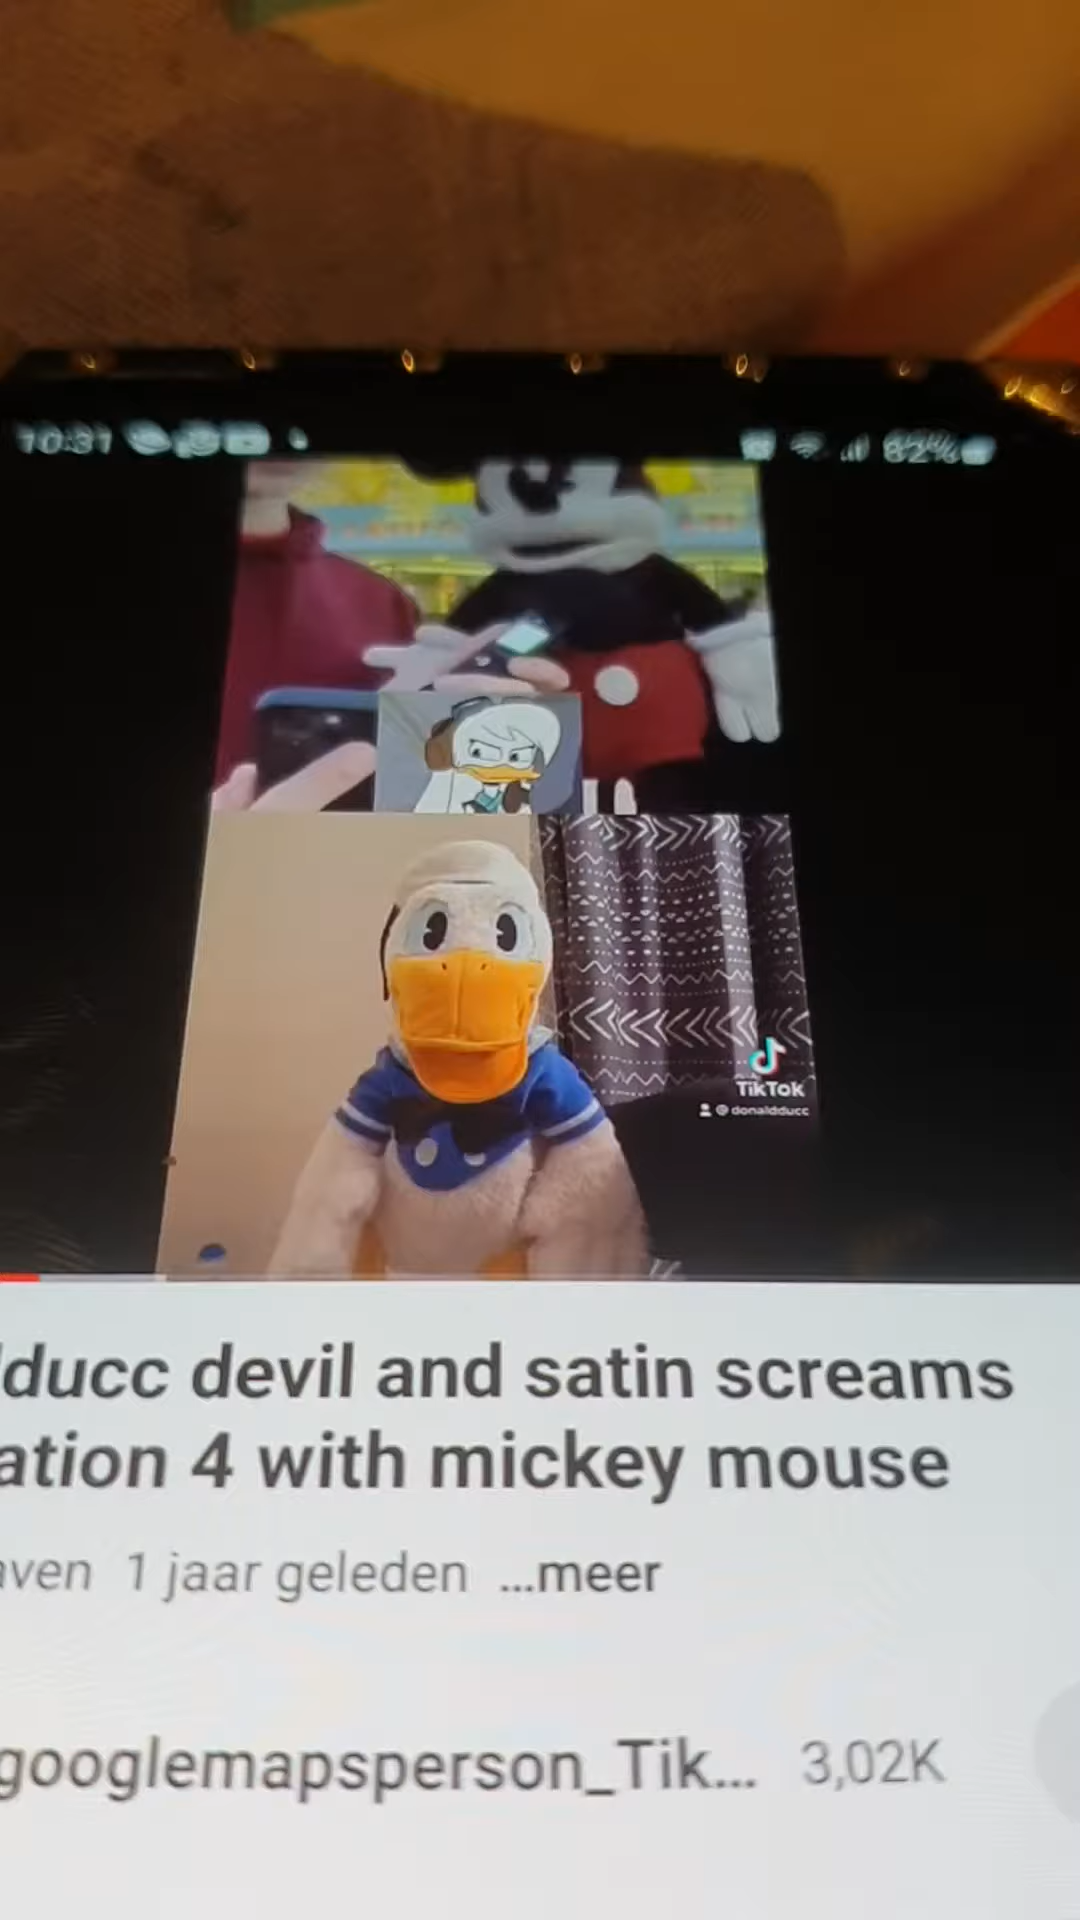 10:31
82%
TikTok
@donaldducc
dducc devil and satin screams
ation 4 with mickey mouse
aven 1 jaar geleden ...meer
googlemapsperson_Tik... 3,02K